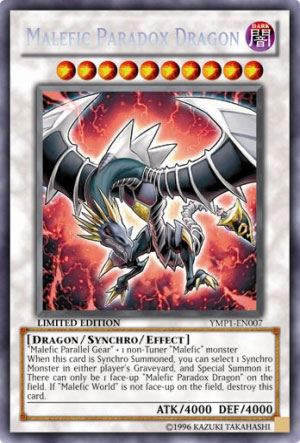 MALEFIC PARADOX DRAGON
DARK
闇
LIMITED EDITION YMP1-EN007
[DRAGON/SYNCHRO/EFFECT]
"Malefic Parallel Gear" + 1 non-Tuner "Malefic" monster
When this card is Synchro Summoned, you can select 1 Synchro
Monster in either player's Graveyard, and Special Summon it.
There can only be 1 face-up "Malefic Paradox Dragon" on the
field. If "Malefic World" is not face-up on the field, destroy this
card.
ATK/4000 DEF/4000
©1996 KAZUKI TAKAHASHI